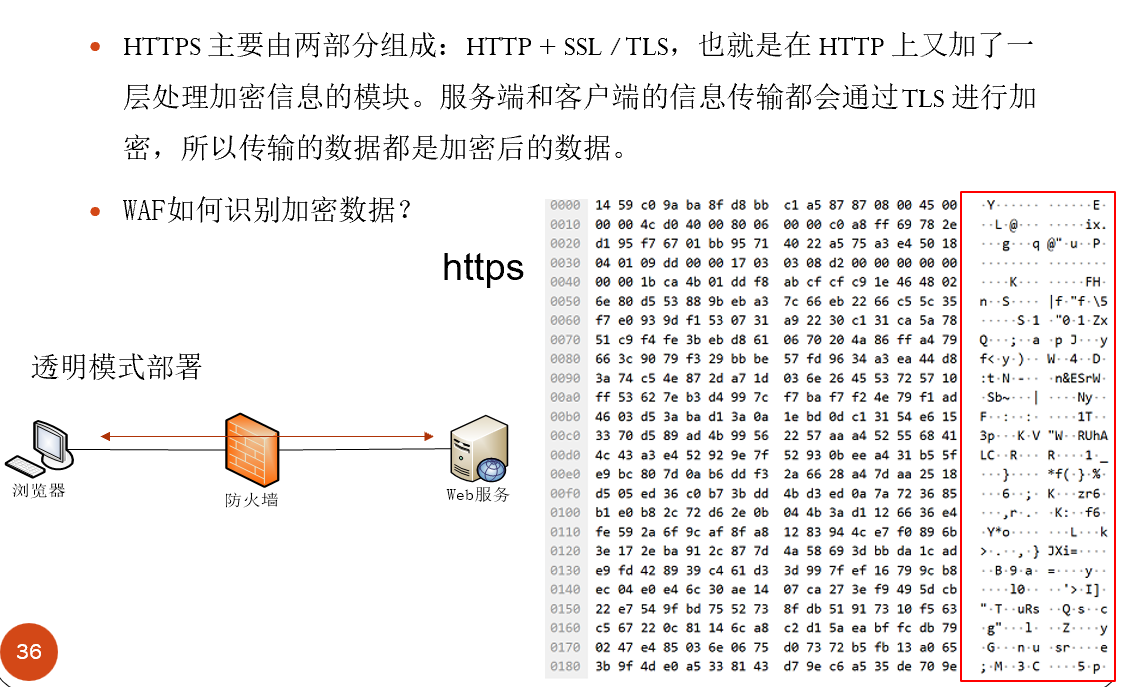 HTTPS 主要由两部分组成：HTTP + SSL / TLS，也就是在 HTTP 上又加了一
层处理加密信息的模块。服务端和客户端的信息传输都会通过TLS 进行加
密，所以传输的数据都是加密后的数据。
WAF如何识别加密数据？
https
透明模式部署
浏览器
防火墙
Web服务
0000 14 59 c0 9a ba 8f d8 bb c1 a5 87 87 08 00 45 00 ·Y······ ······E·
0010 00 00 4c d0 40 00 80 06 00 00 c0 a8 ff 69 78 2e ··L·@··· ·····ix.
0020 d1 95 f7 67 01 bb 95 71 40 22 a5 75 a3 e4 50 18 ···g···q @"·u··P·
0030 04 01 09 dd 00 00 17 03 03 08 d2 00 00 00 00 00 ········ ········
0040 00 00 1b ca 4b 01 dd f8 ab cf cf c9 1e 46 48 02 ····K··· ·····FH·
0050 6e 80 d5 53 88 9b eb a3 7c 66 eb 22 66 c5 5c 35 n··S···· |f·"f·\5
0060 f7 e0 93 9d f1 53 07 31 a9 22 30 c1 31 ca 5a 78 ·····S·1 ·"0·1·Zx
0070 51 c9 f4 fe 3b eb d8 61 06 70 20 4a 86 ff a4 79 Q···;··a ·p J···y
0080 66 3c 90 79 f3 29 bb be 57 fd 96 34 a3 ea 44 d8 f<·y·)·· W··4··D·
0090 3a 74 c5 4e 87 2d a7 1d 03 6e 26 45 53 72 57 10 :t·N·-·· ·n&ESrW·
00a0 ff 53 62 7e b3 d4 99 7c f7 ba f7 f2 4e 79 f1 ad ·Sb~···| ····Ny··
00b0 46 03 d5 3a ba d1 3a 0a 1e bd 0d c1 31 54 e6 15 F··:··:· ····1T··
00c0 33 70 d5 89 ad 4b 99 56 22 57 aa a4 52 55 68 41 3p···K·V "W··RUhA
00d0 4c 43 a3 e4 52 92 9e 7f 52 93 0b ee a4 31 b5 5f LC··R··· R····1·_
00e0 e9 bc 80 7d 0a b6 dd f3 2a 66 28 a4 7d aa 25 18 ···}···· *f(·}·%·
00f0 d5 05 ed 36 c0 b7 3b dd 4b d3 ed 0a 7a 72 36 85 ···6··;· K···zr6·
0100 b1 e0 b8 2c 72 d6 2e 0b 04 4b 3a d1 12 66 36 e4 ···,r·.· ·K:··f6·
0110 fe 59 2a 6f 9c af 8f a8 12 83 94 4c e7 f0 89 6b ·Y*o···· ···L···k
0120 3e 17 2e ba 91 2c 87 7d 4a 58 69 3d bb da 1c ad >·.··,·} JXi=····
0130 e9 fd 42 89 39 c4 61 d3 3d 99 7f ef 16 79 9c b8 ··B·9·a· =····y··
0140 ec 04 e0 e4 6c 30 ae 14 07 ca 27 3e f9 49 5d cb ····l0·· ··'>·I]·
0150 22 e7 54 9f bd 75 52 73 8f db 51 91 73 10 f5 63 "·T··uRs ··Q·s··c
0160 c5 67 22 0c 81 14 6c a8 c2 d1 5a ea bf fc db 79 ·g"···l· ··Z····y
0170 02 47 e4 85 03 6e 06 75 d0 73 72 b5 fb 13 a0 65 ·G···n·u ·sr····e
0180 3b 9f 4d e0 a5 33 81 43 d7 9e c6 a5 35 de 70 9e ;·M··3·C ····5·p·
36